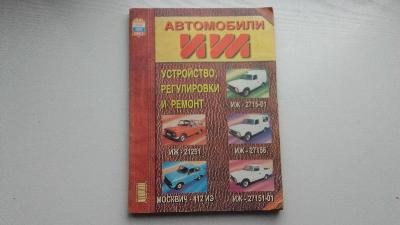 АВТОМОБИЛИ
ИЖ
УСТРОЙСТВО,
РЕГУЛИРОВКИ
И РЕМОНТ
ИЖ - 2715-01
ИЖ - 21251
ИЖ - 27156
МОСКВИЧ - 412 ИЭ
ИЖ - 27151-01